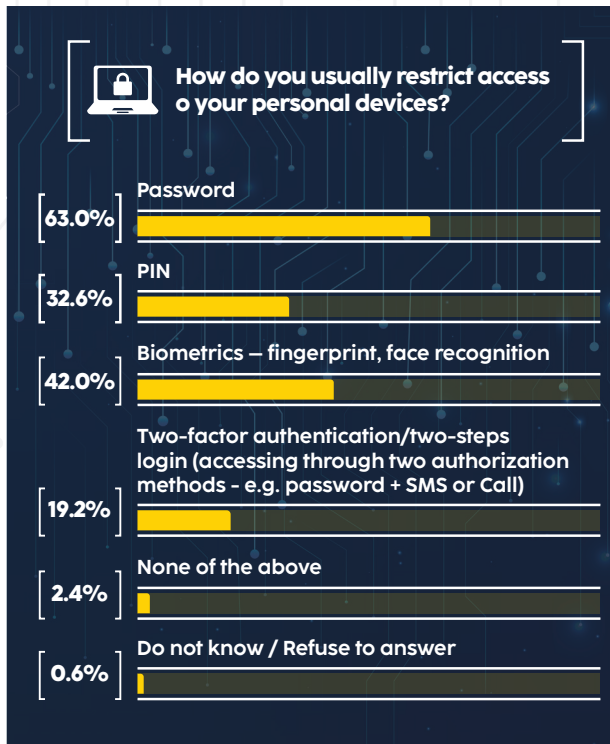 How do you usually restrict access
o your personal devices?
Password
63.0%
PIN
32.6%
Biometrics – fingerprint, face recognition
42.0%
Two-factor authentication/two-steps
login (accessing through two authorization
methods - e.g. password + SMS or Call)
19.2%
None of the above
2.4%
Do not know / Refuse to answer
0.6%